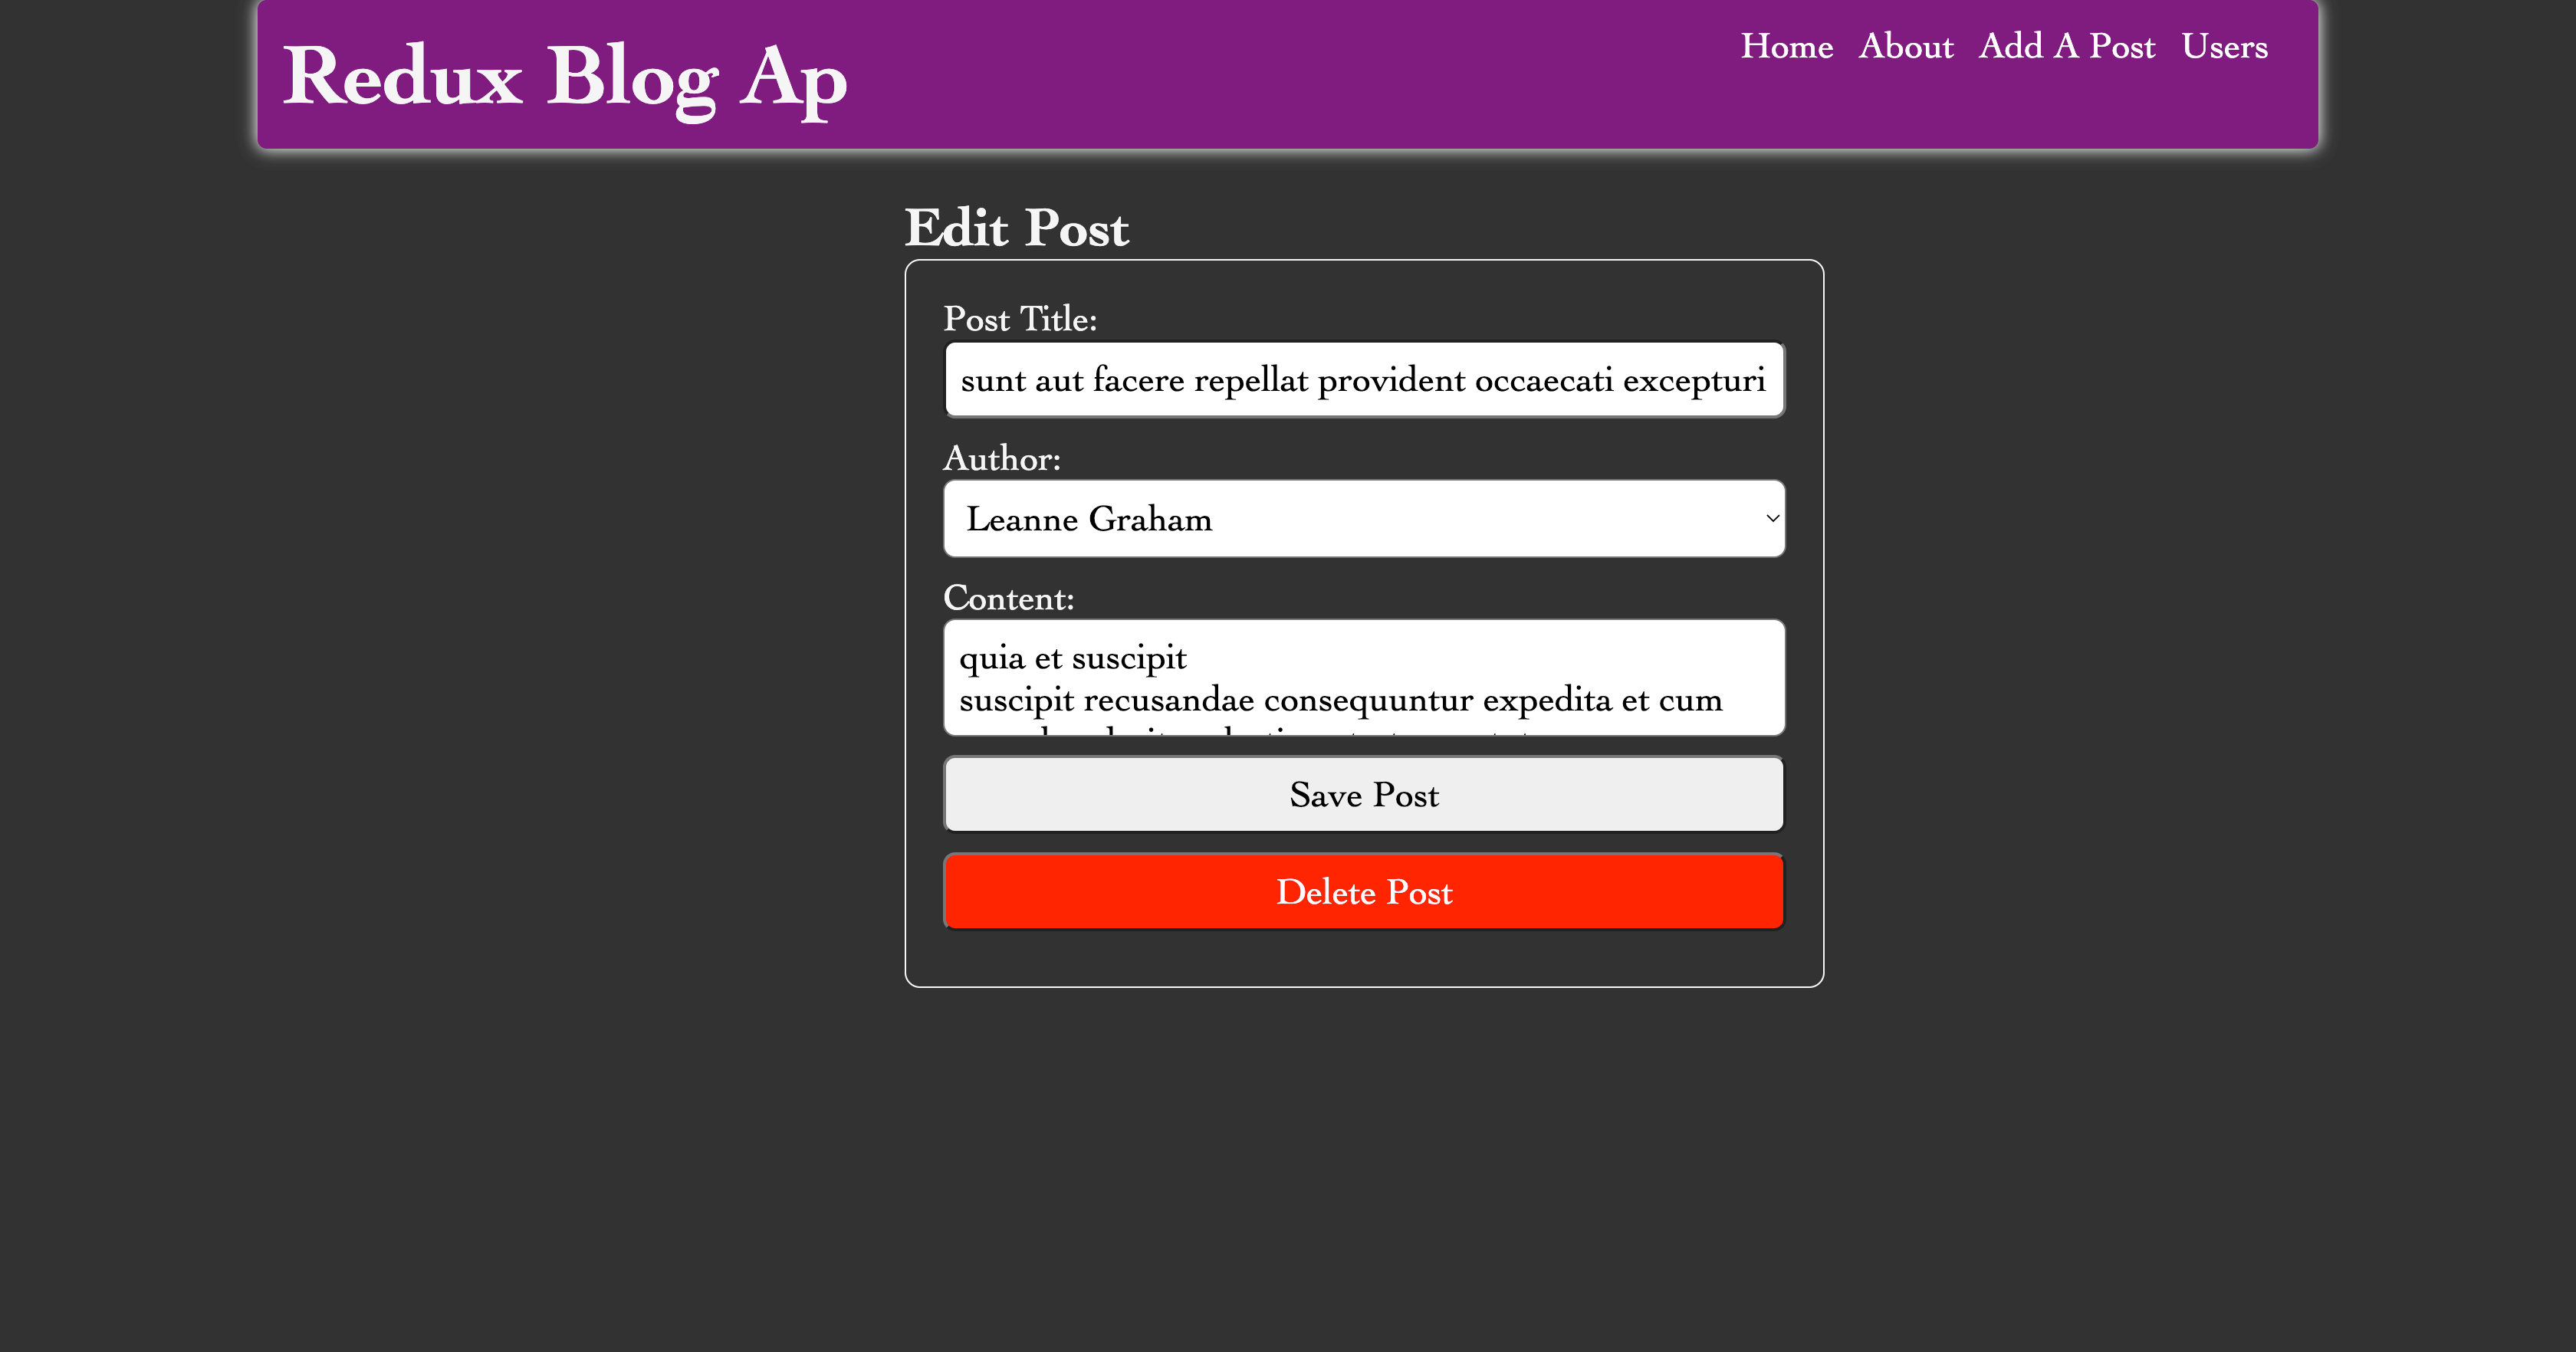 Redux Blog Ap
Home About Add A Post Users
Edit Post
Post Title:
sunt aut facere repellat provident occaecati excepturi
Author:
Leanne Graham
Content:
quia et suscipit
suscipit recusandae consequuntur expedita et cum
Save Post
Delete Post